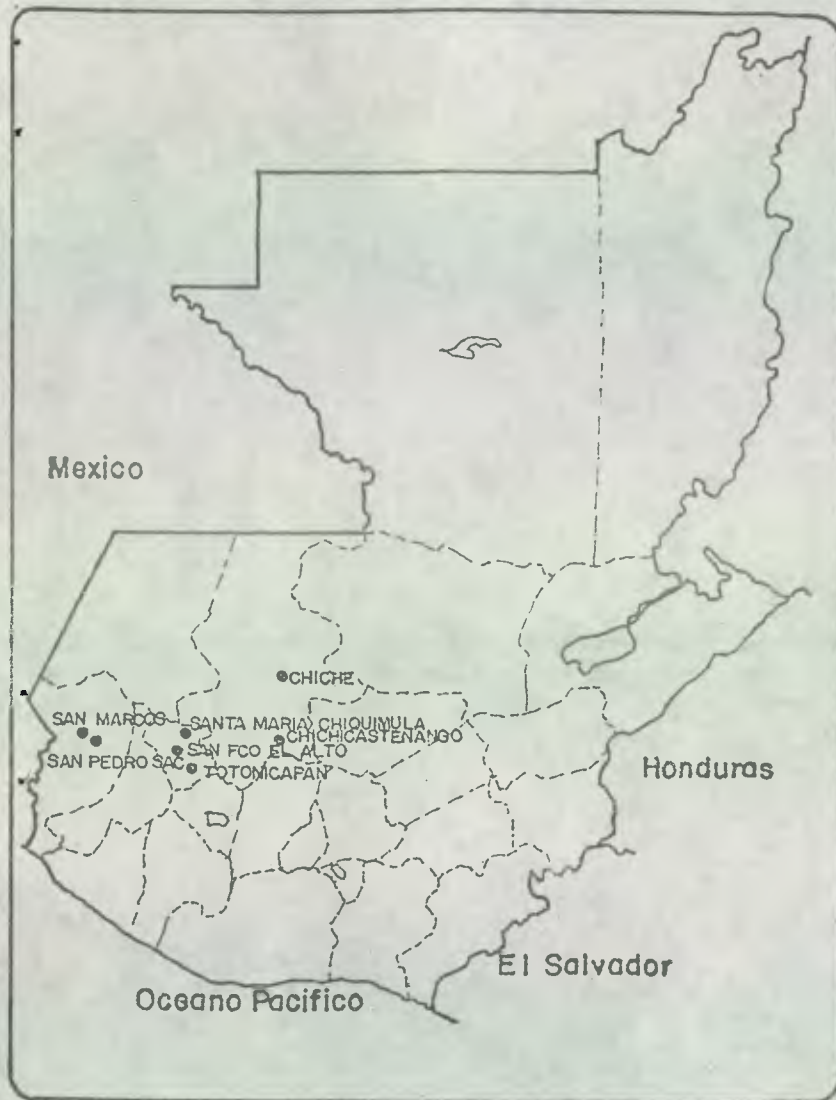 Mexico
CHICHE
SAN MARCOS
SANTA MARIA CHIQUIMULA
CHICHICASTENANGO
SAN FCO EL ALTO
SAN PEDRO SAC
TOTONICAPAN
Honduras
El Salvador
Oceano Pacifico